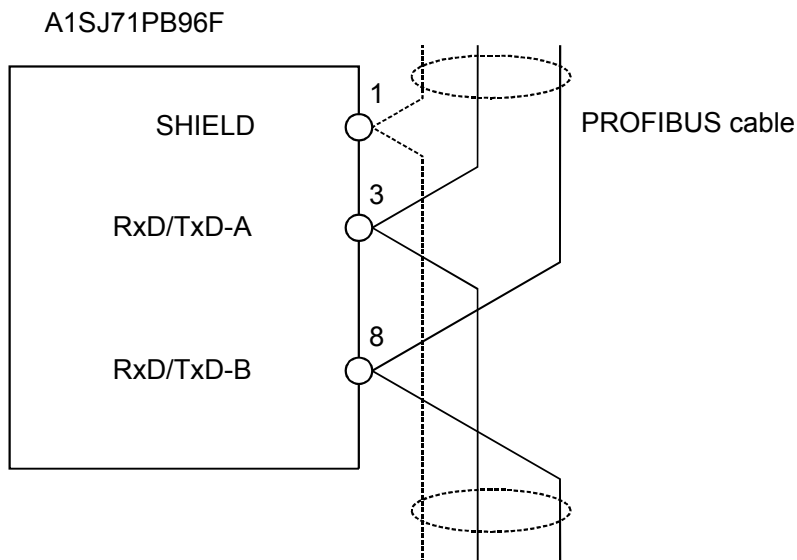 A1SJ71PB96F
1
SHIELD
PROFIBUS cable
3
RxD/TxD-A
8
RxD/TxD-B